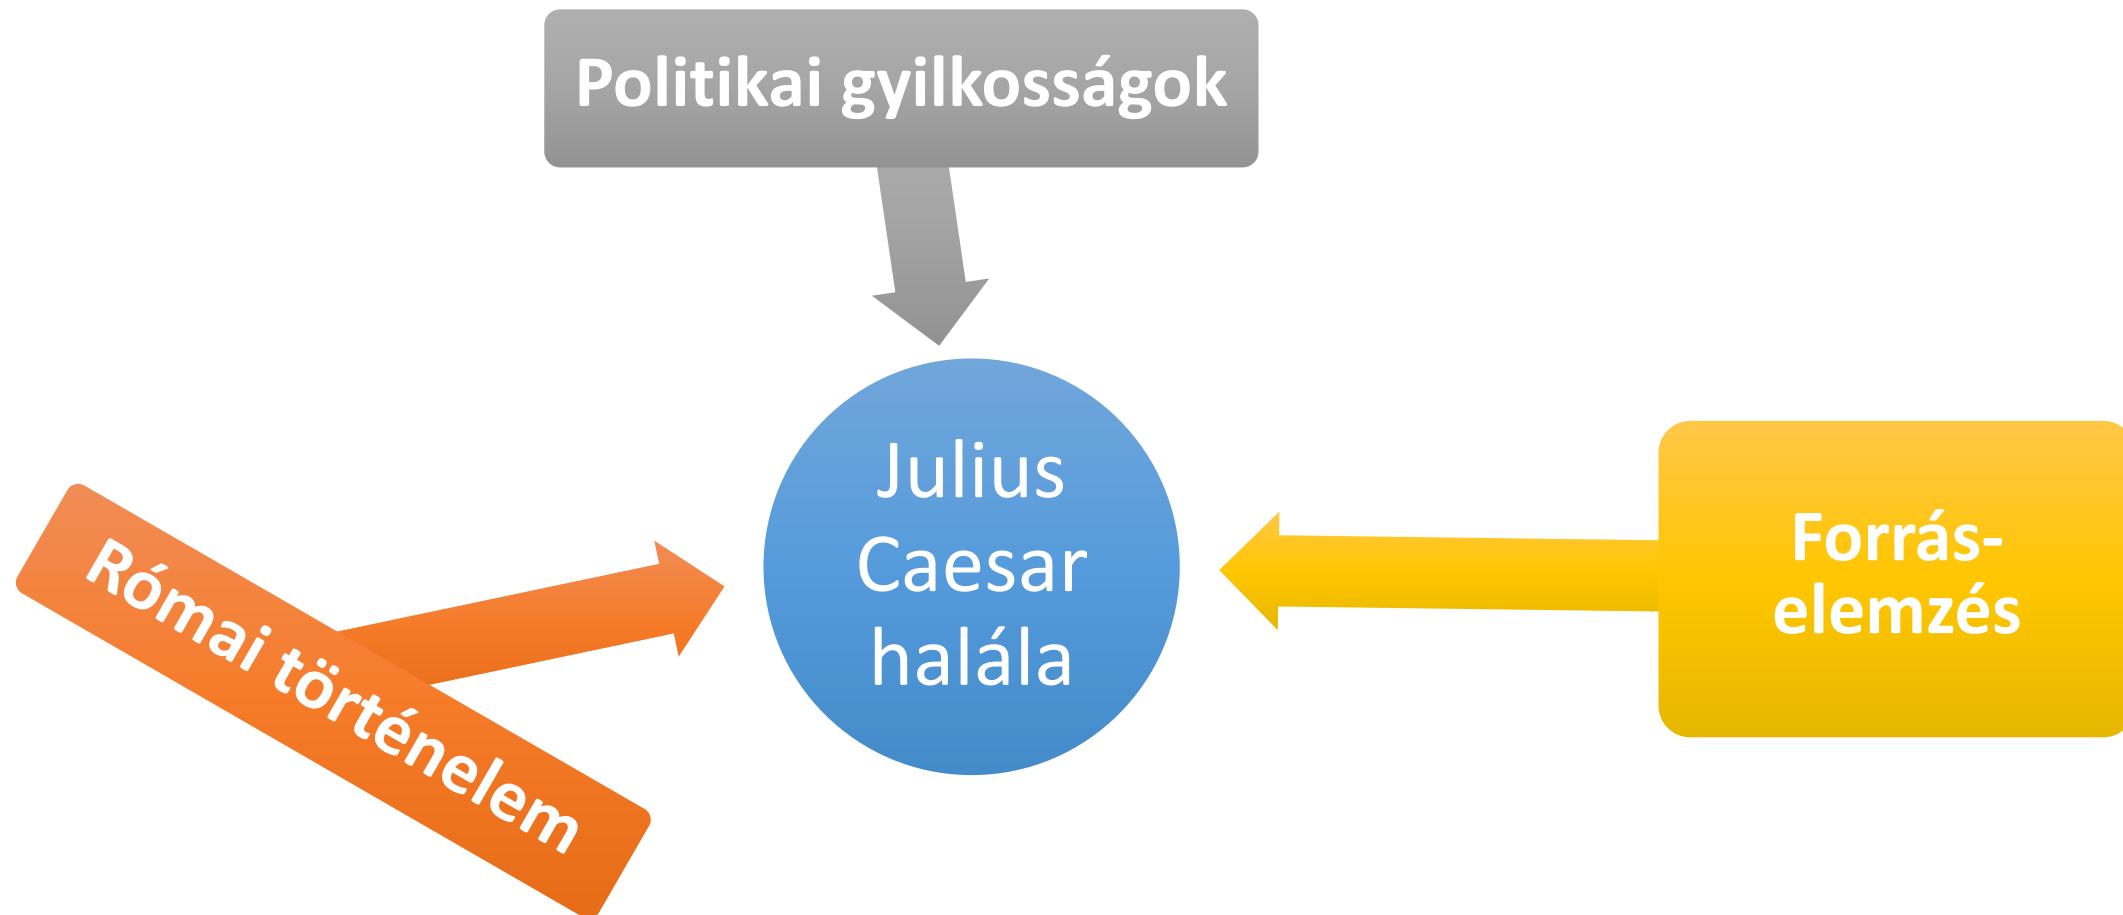 Politikai gyilkosságok
Julius
Caesar
halála
Római történelem
Forrás-
elemzés